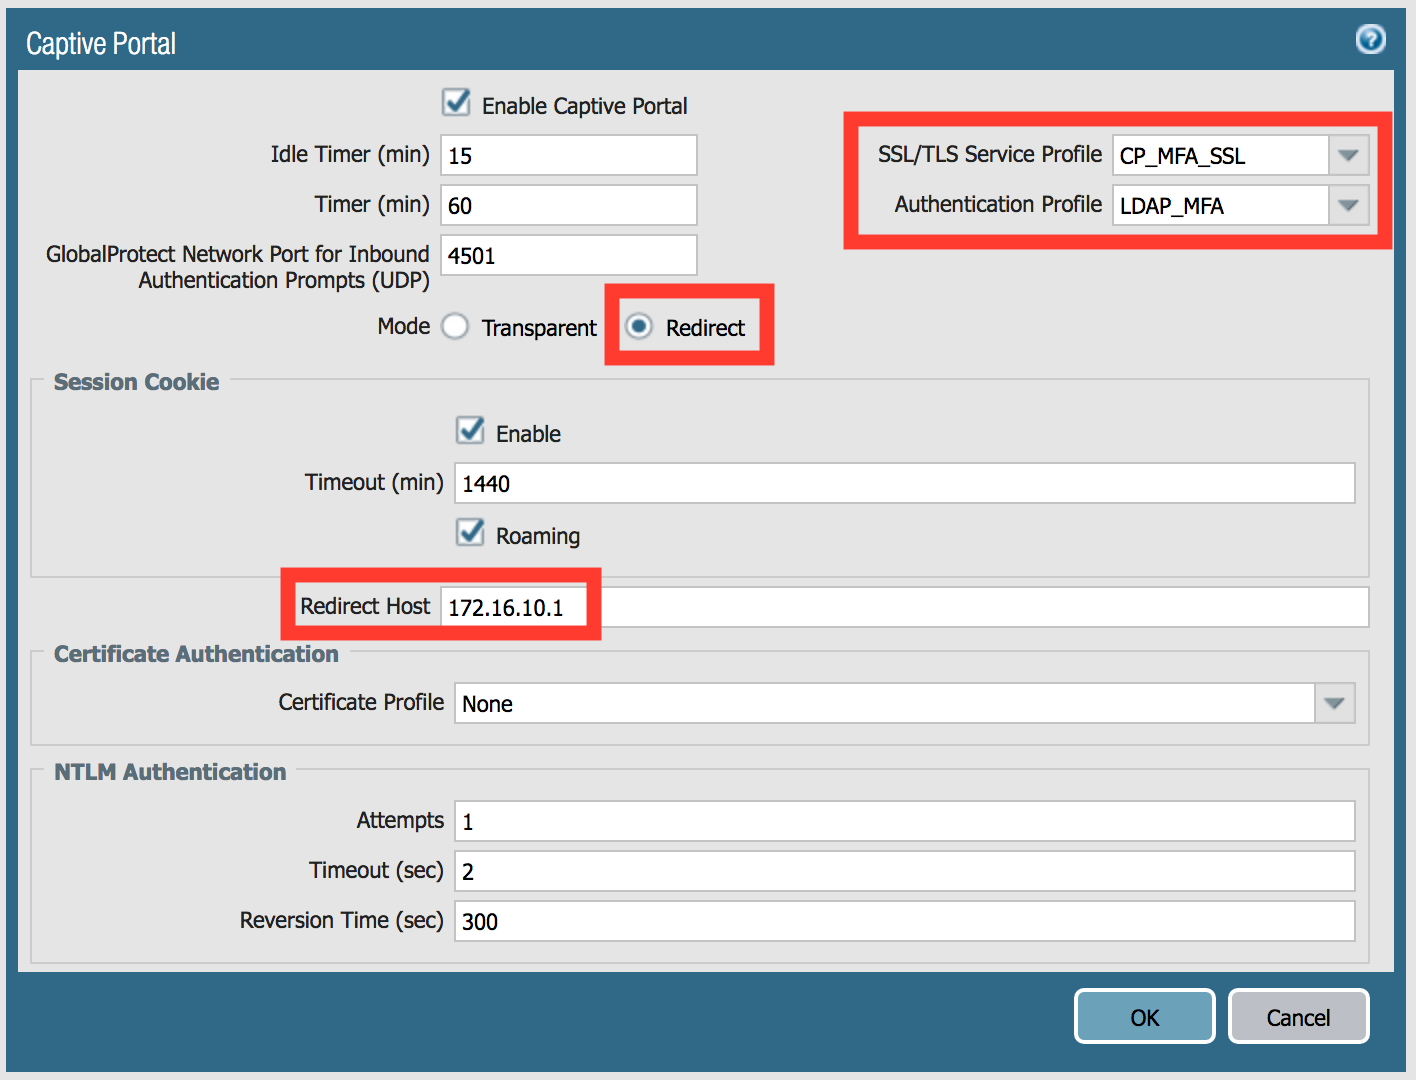 Captive Portal
Enable Captive Portal
Idle Timer (min) 15
SSL/TLS Service Profile CP_MFA_SSL
Timer (min) 60
Authentication Profile LDAP_MFA
GlobalProtect Network Port for Inbound
Authentication Prompts (UDP) 4501
Mode Transparent Redirect
Session Cookie
Enable
Timeout (min) 1440
Roaming
Redirect Host 172.16.10.1
Certificate Authentication
Certificate Profile None
NTLM Authentication
Attempts 1
Timeout (sec) 2
Reversion Time (sec) 300
OK Cancel